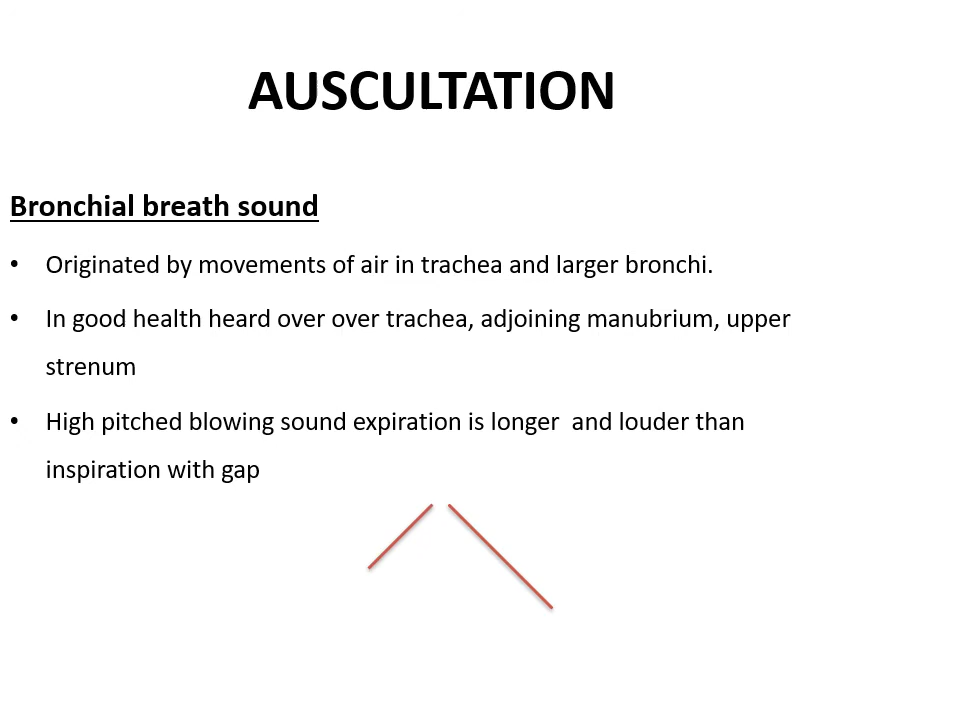 AUSCULTATION
Bronchial breath sound
• Originated by movements of air in trachea and larger bronchi.
• In good health heard over over trachea, adjoining manubrium, upper
strenum
• High pitched blowing sound expiration is longer  and louder than
inspiration with gap